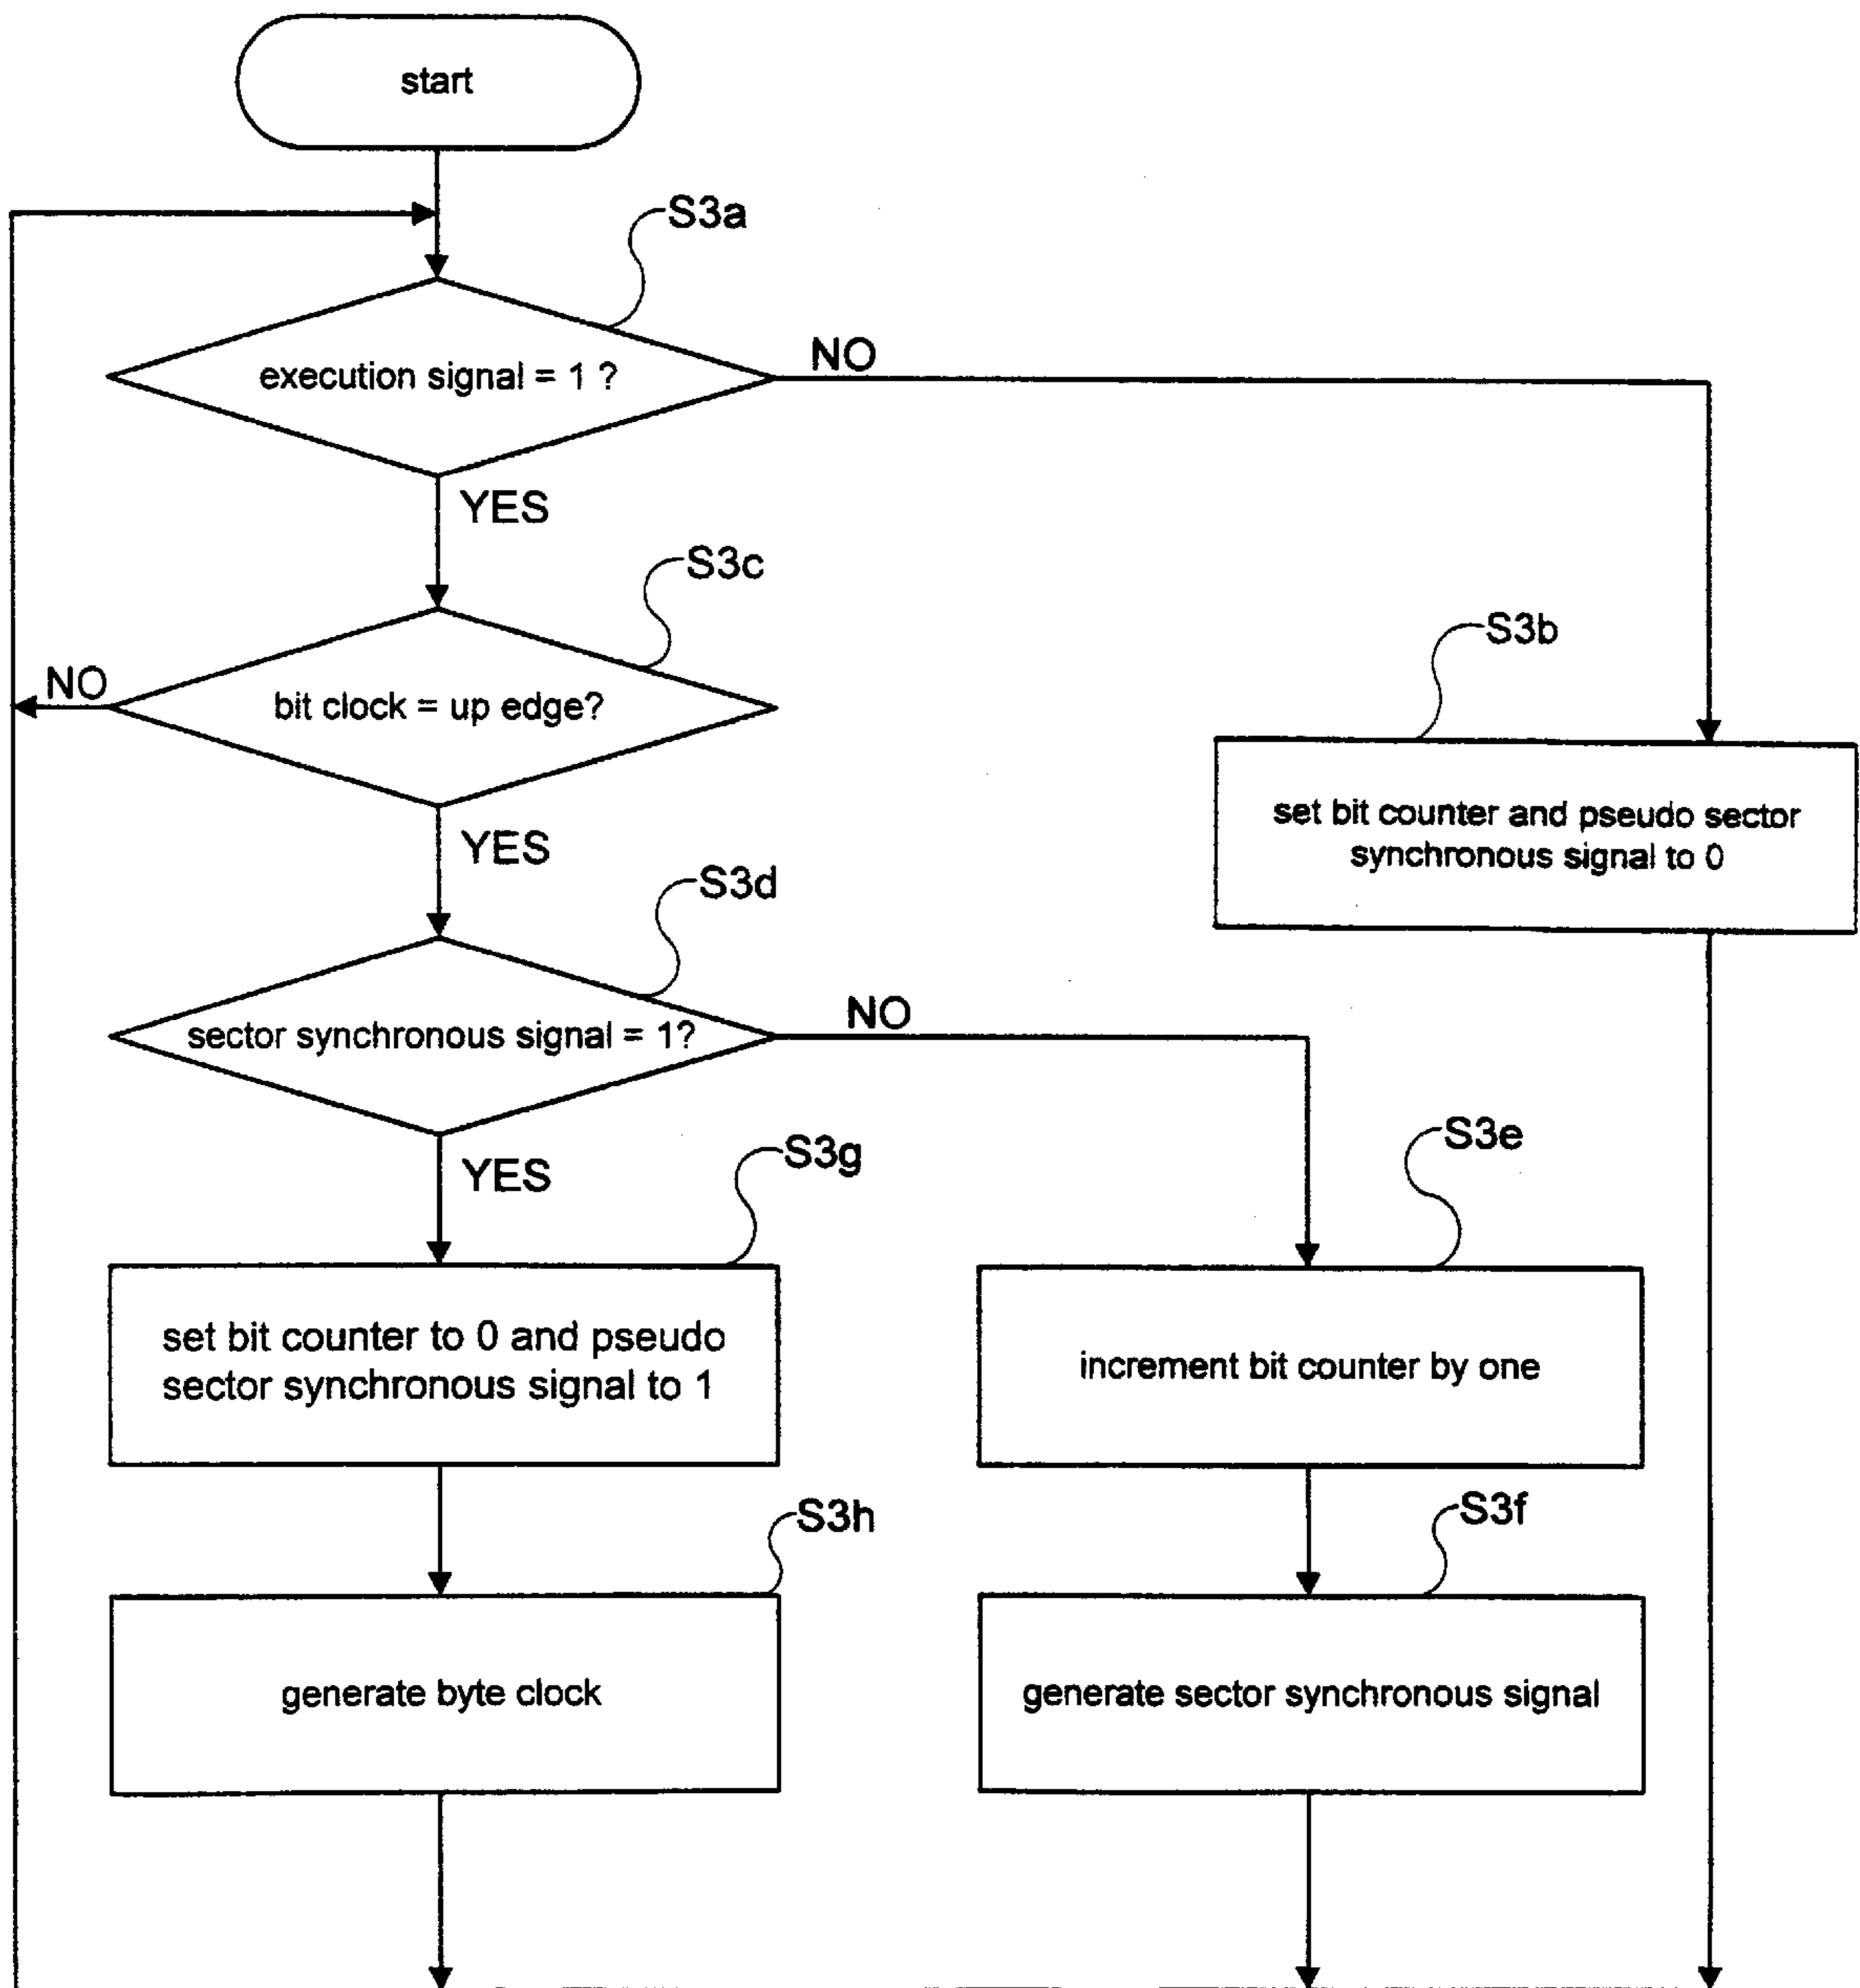 start
S3a
execution signal = 1 ?
NO
YES
S3c
bit clock = up edge?
NO
YES
S3b
set bit counter and pseudo sector
synchronous signal to 0
S3d
sector synchronous signal = 1?
NO
YES
S3g
set bit counter to 0 and pseudo
sector synchronous signal to 1
S3e
increment bit counter by one
S3h
generate byte clock
S3f
generate sector synchronous signal